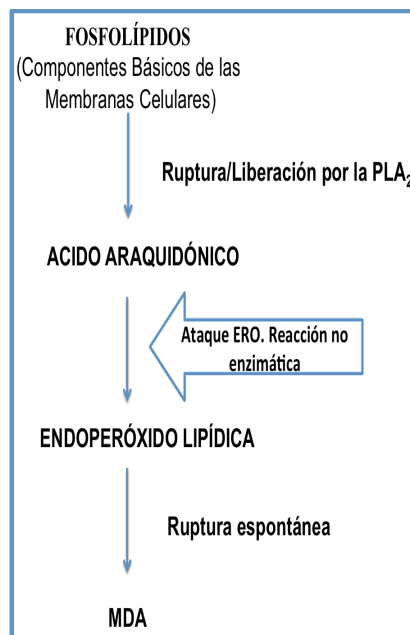 FOSFOLÍPIDOS
(Componentes Básicos de las
Membranas Celulares)
Ruptura/Liberación por la PLA2
ACIDO ARAQUIDÓNICO
Ataque ERO. Reacción no
enzimática
ENDOPERÓXIDO LIPÍDICA
Ruptura espontánea
MDA